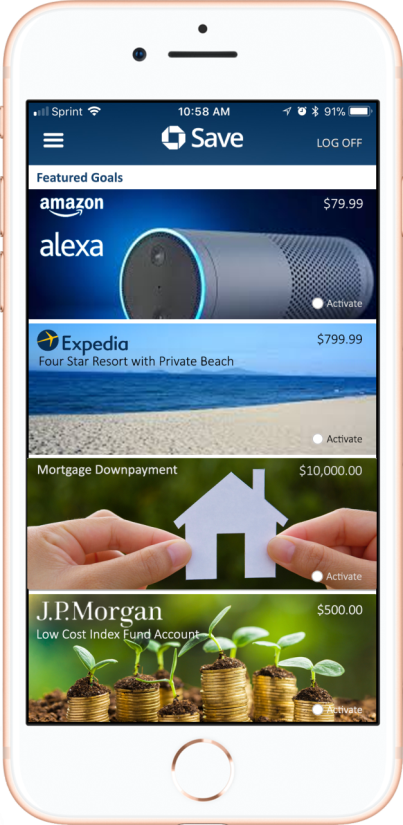 Sprint 10:58 AM 91%
Save LOG OFF
Featured Goals
amazon $79.99
alexa
Activate
Expedia $799.99
Four Star Resort with Private Beach
Activate
Mortgage Downpayment $10,000.00
Activate
J.P.Morgan $500.00
Low Cost Index Fund Account
Activate